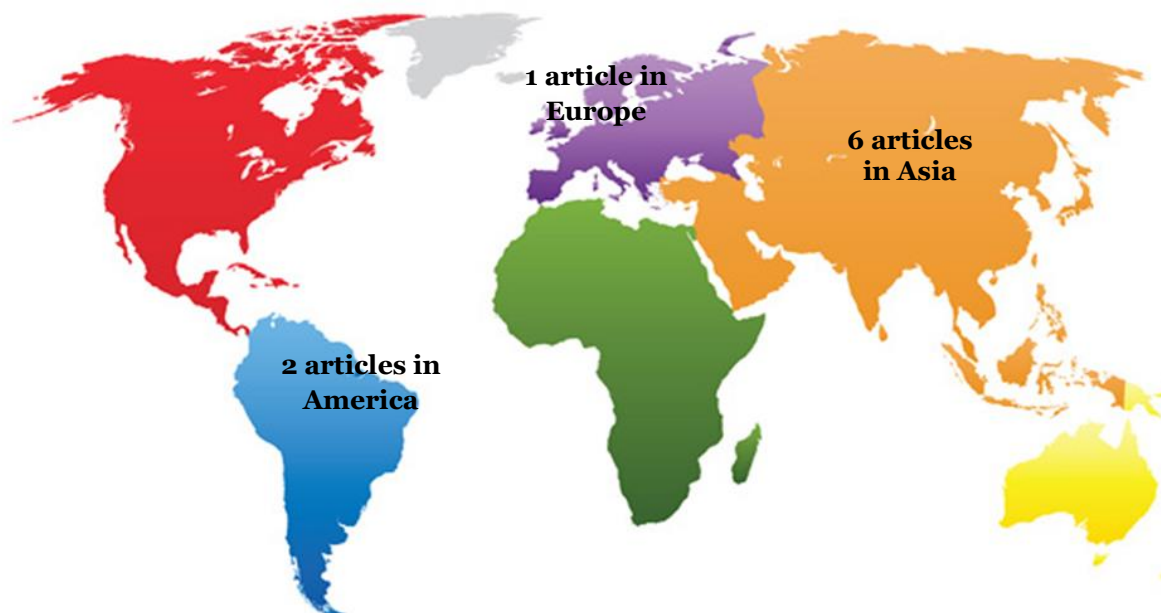 1 article in
Europe
6 articles
in Asia
2 articles in
America